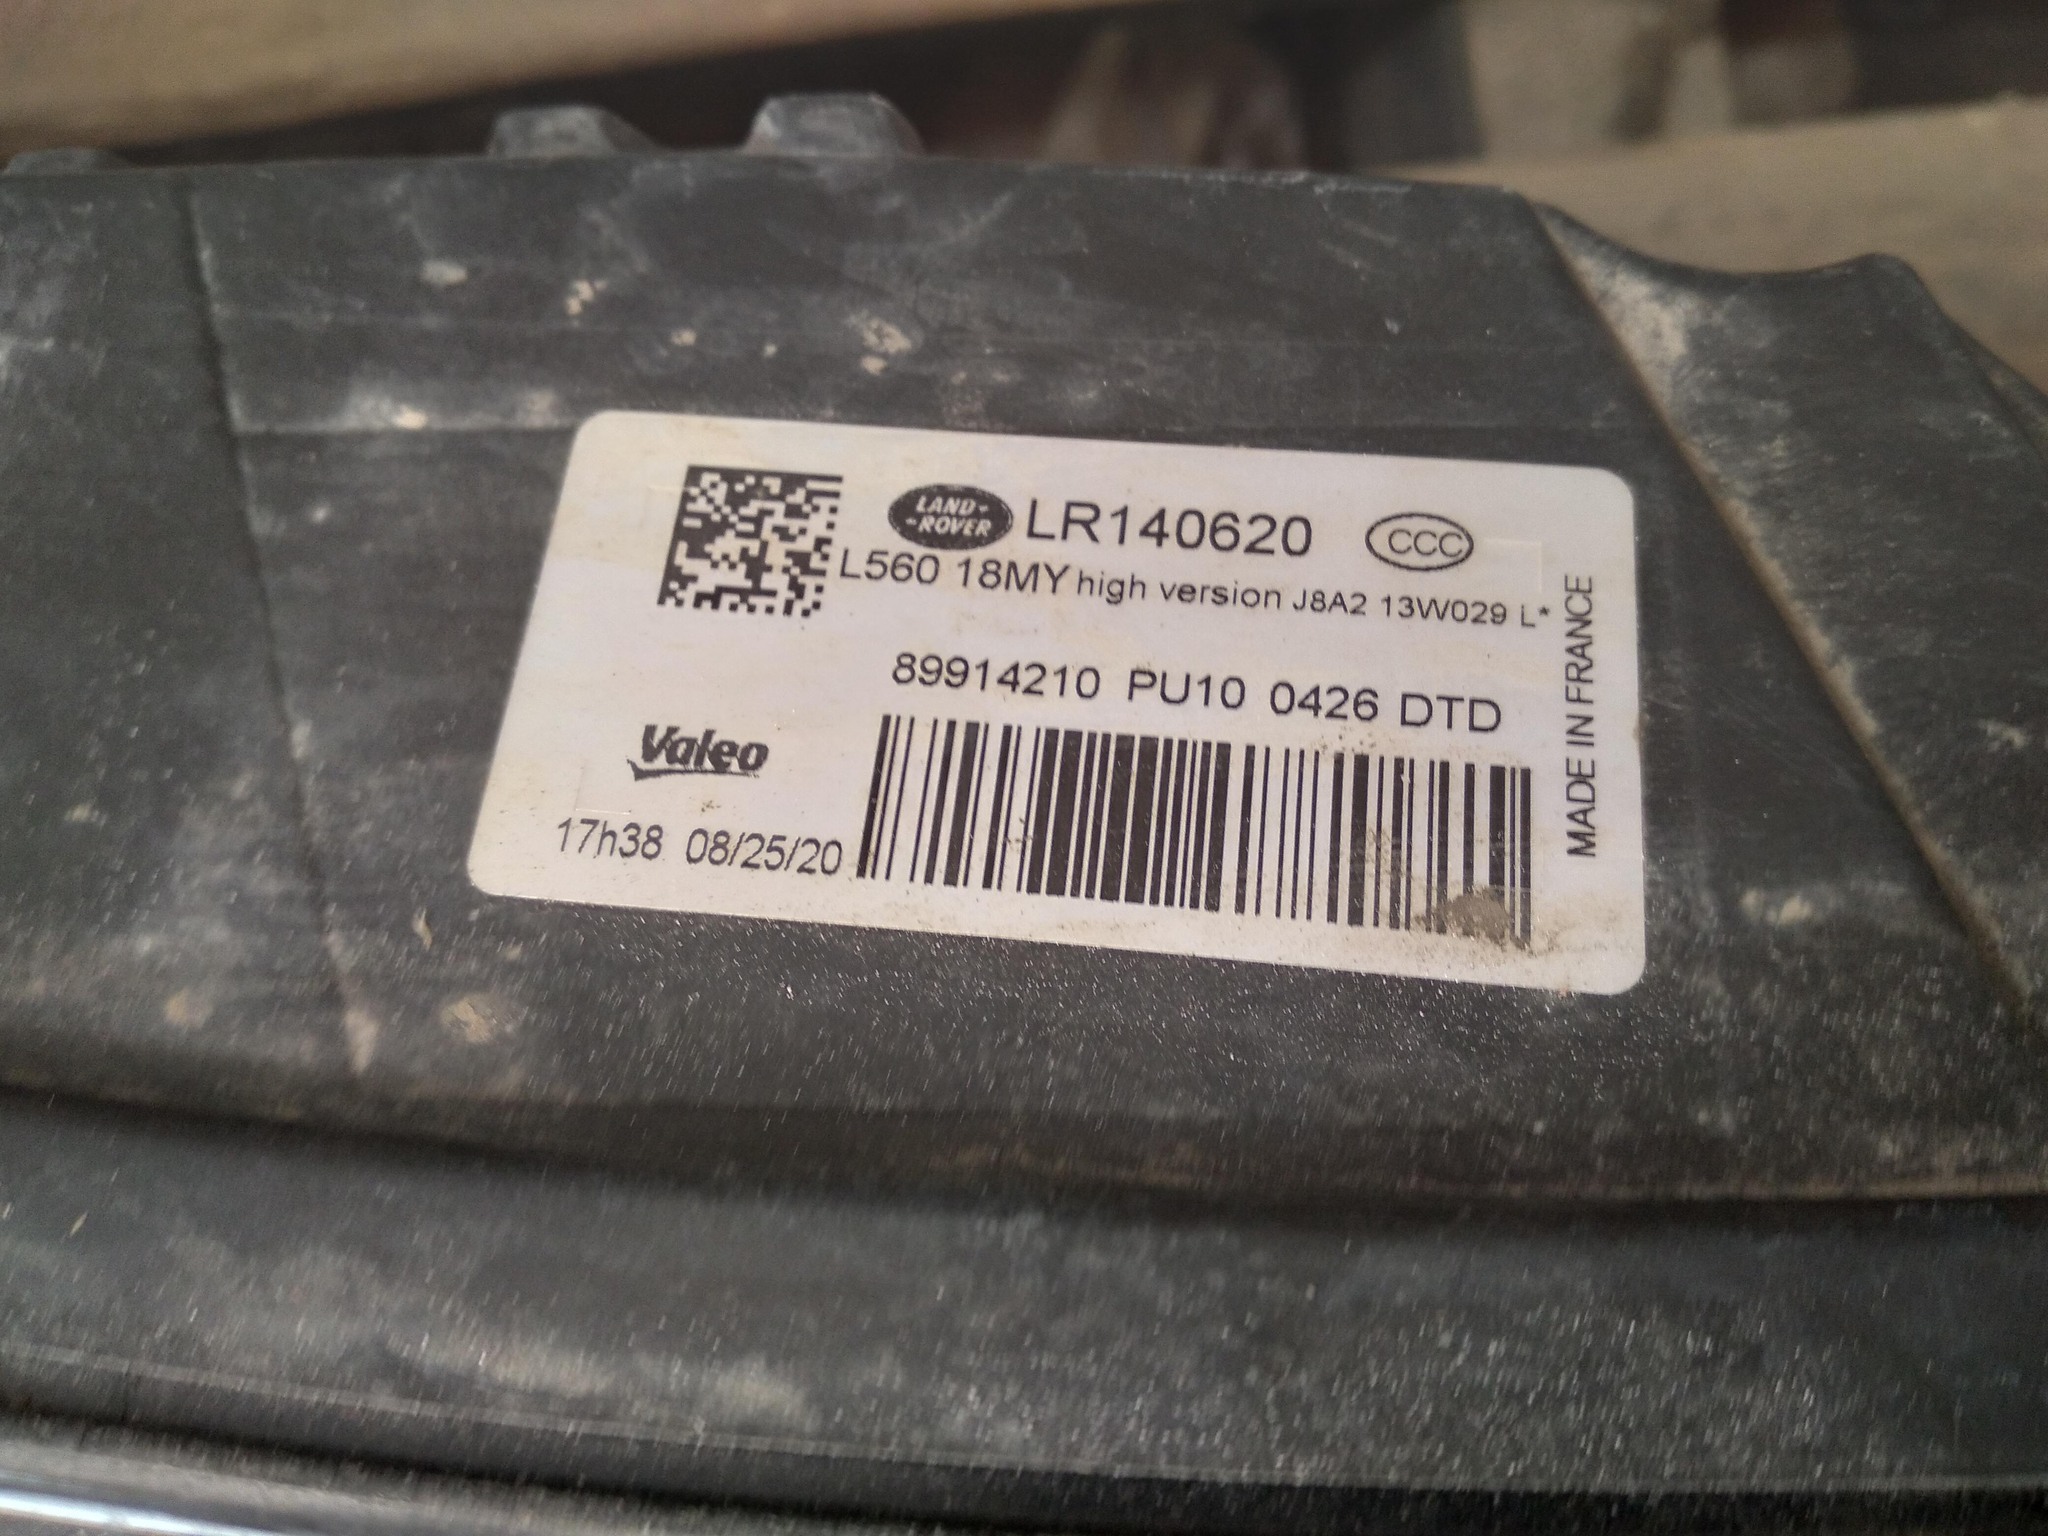 LAND-
-ROVER
LR140620
CCC
L560 18MY high version J8A2 13W029 L*
89914210 PU10 0426 DTD
Valeo
17h38 08/25/20
MADE IN FRANCE